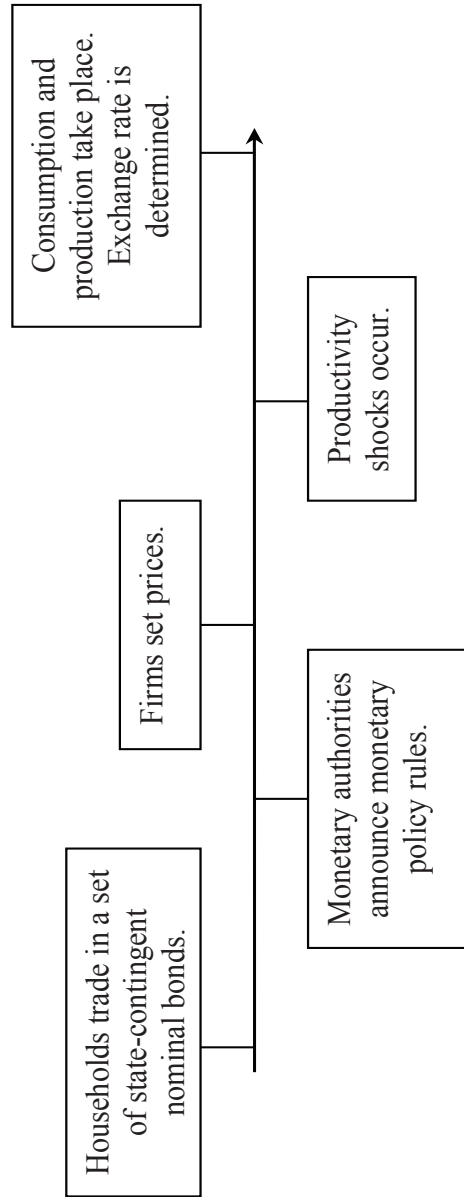 Households trade in a set
of state-contingent
nominal bonds.
Monetary authorities
announce monetary
policy rules.
Firms set prices.
Productivity
shocks occur.
Consumption and
production take place.
Exchange rate is
determined.